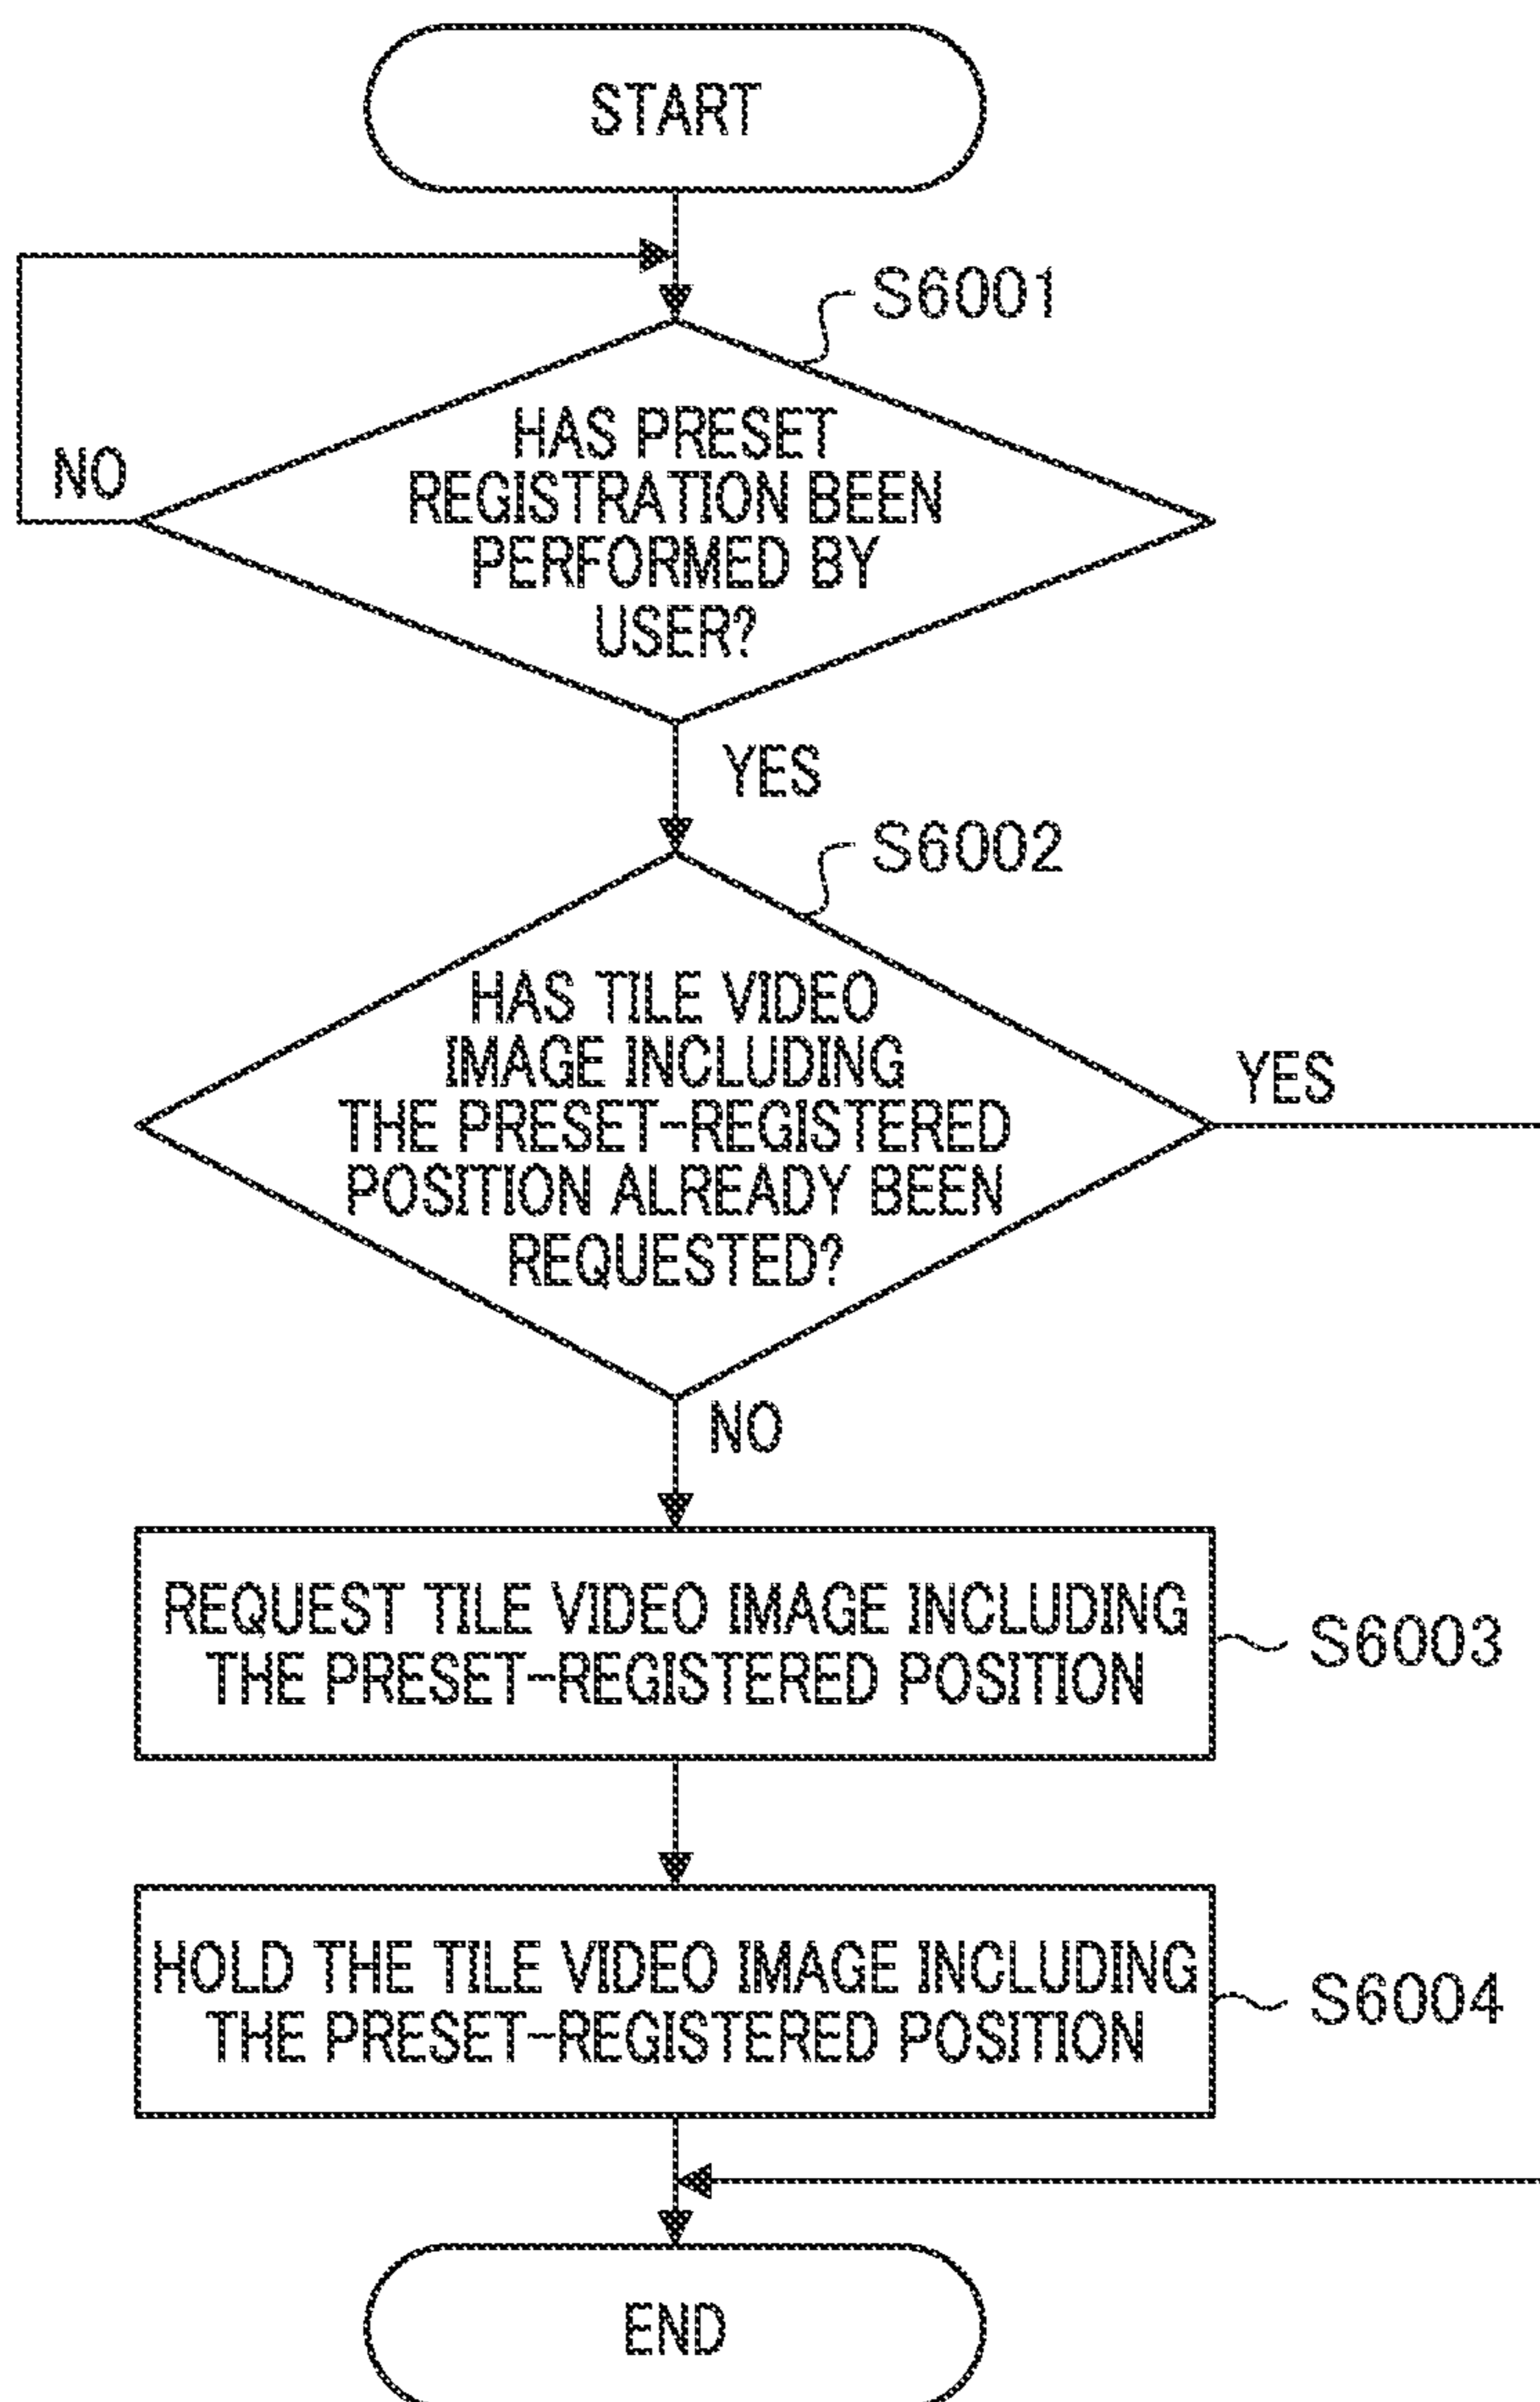 START
S6001
HAS PRESET
REGISTRATION BEEN
PERFORMED BY
USER?
NO
YES
S6002
HAS TILE VIDEO
IMAGE INCLUDING
THE PRESET-REGISTERED
POSITION ALREADY BEEN
REQUESTED?
YES
NO
REQUEST TILE VIDEO IMAGE INCLUDING
THE PRESET-REGISTERED POSITION
S6003
HOLD THE TILE VIDEO IMAGE INCLUDING
THE PRESET-REGISTERED POSITION
S6004
END